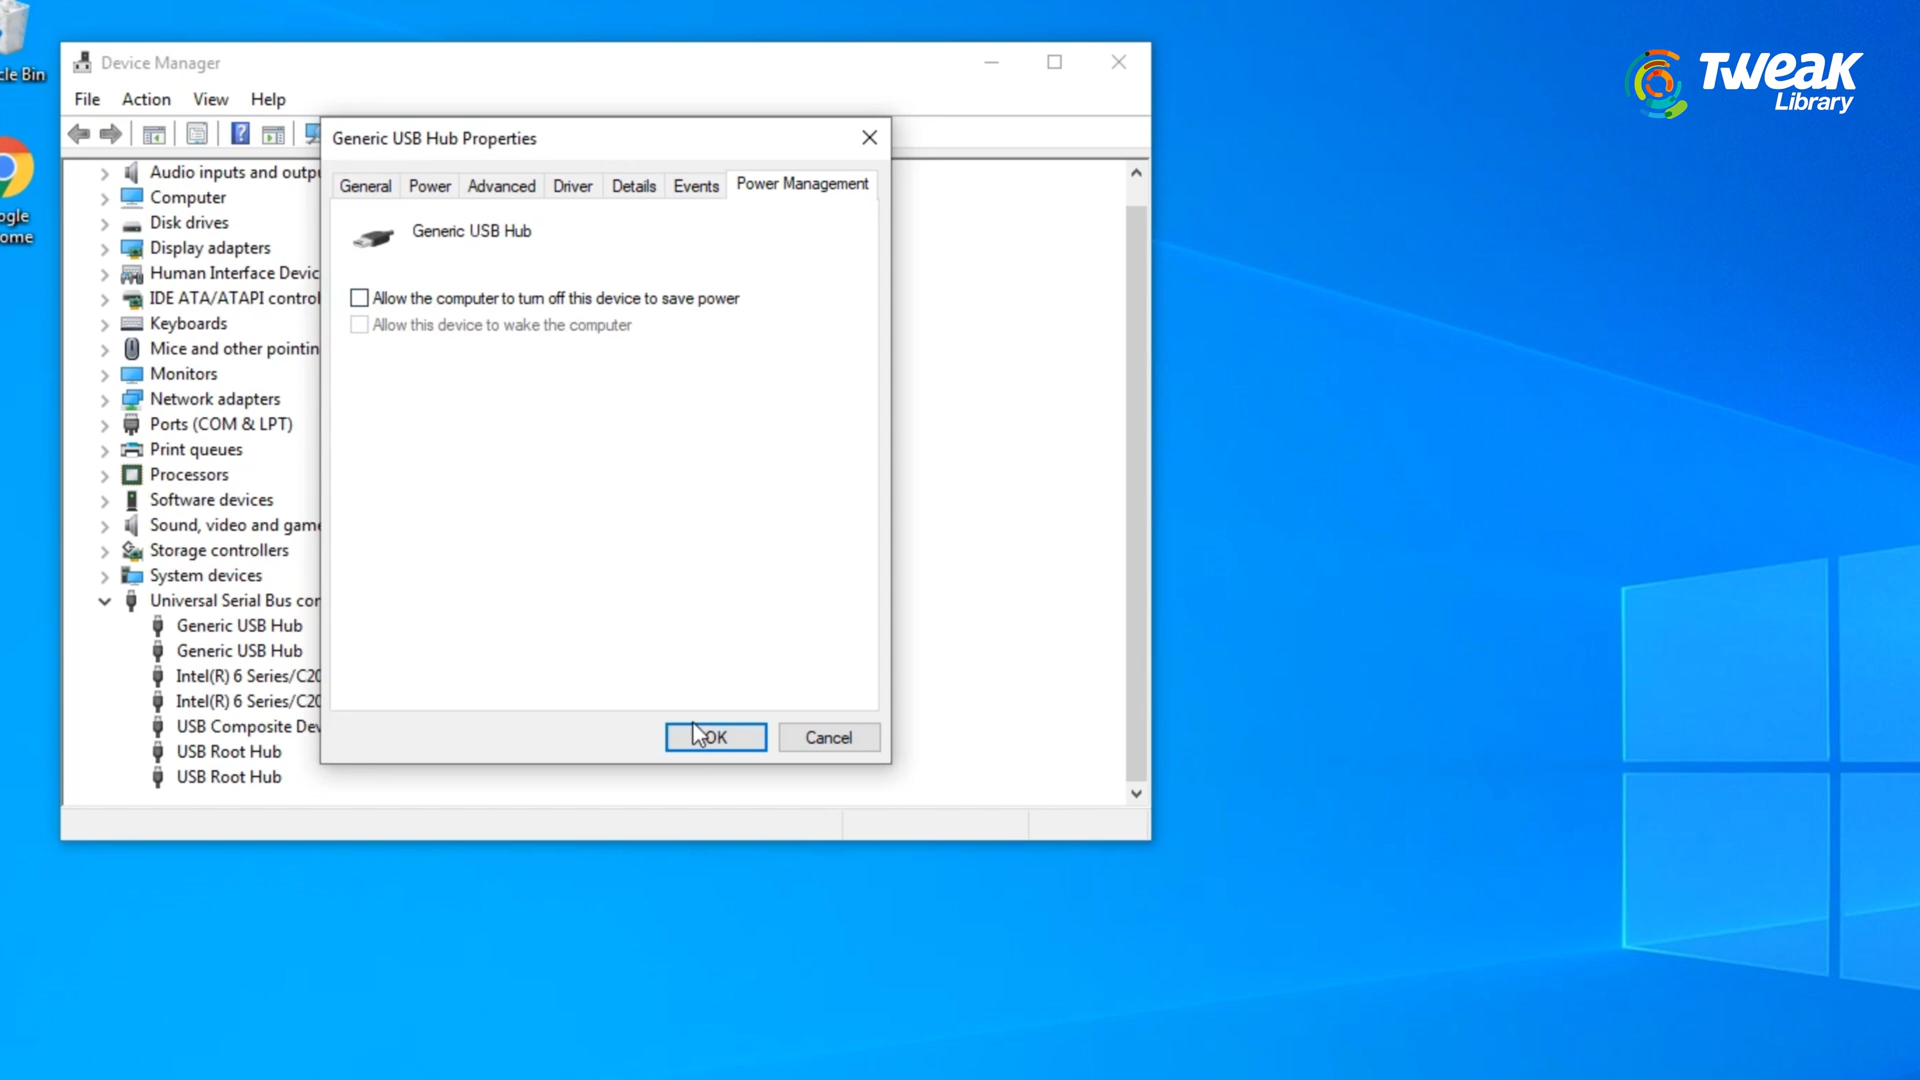 cle Bin
ogle
ome
Device Manager
File Action View Help
Audio inputs and outpu
Computer
Disk drives
Display adapters
Human Interface Devic
IDE ATA/ATAPI control
Keyboards
Mice and other pointin
Monitors
Network adapters
Ports (COM & LPT)
Print queues
Processors
Software devices
Sound, video and game
Storage controllers
System devices
Universal Serial Bus con
Generic USB Hub
Generic USB Hub
Intel(R) 6 Series/C20
Intel(R) 6 Series/C20
USB Composite Dev
USB Root Hub
USB Root Hub
Generic USB Hub Properties
General Power Advanced Driver Details Events Power Management
Generic USB Hub
Allow the computer to turn off this device to save power
Allow this device to wake the computer
OK Cancel
TWeaK
Library